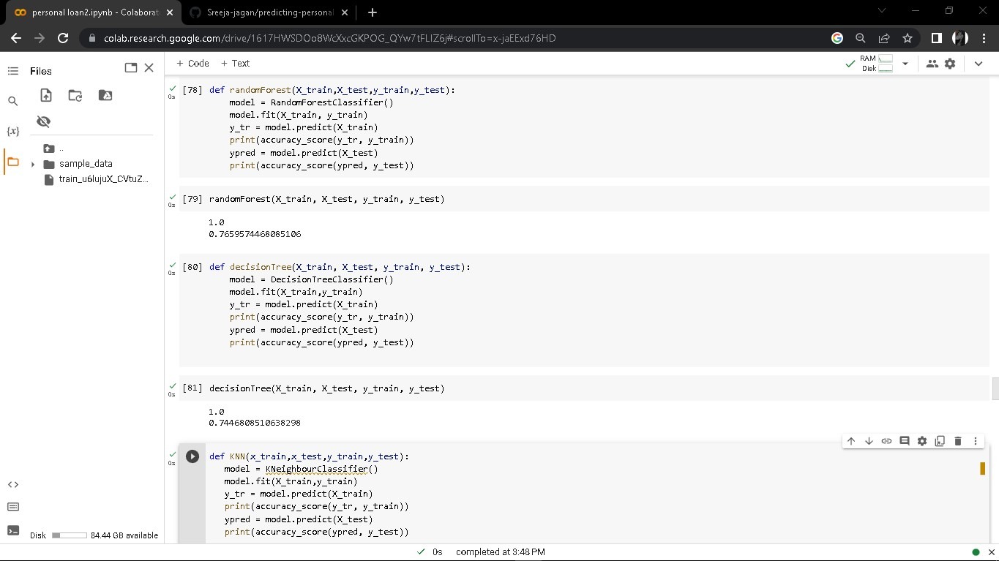 personal loan2.ipynb - Colaborat
Sreeja-jagan/predicting-personal
colab.research.google.com/drive/1617HWSDOo8WcXxcGKPOG_QYw7tFLIZ6j#scrollTo=x-jaEExd76HD
Files
+ Code + Text
RAM
Disk
{x}
..
sample_data
train_u6lujuX_CVtuZ...
0s
[78] def randomForest(X_train,X_test,y_train,y_test):
model = RandomForestClassifier()
model.fit(X_train, y_train)
y_tr = model.predict(X_train)
print(accuracy_score(y_tr, y_train))
ypred = model.predict(X_test)
print(accuracy_score(ypred, y_test))
0s
[79] randomForest(X_train, X_test, y_train, y_test)
1.0
0.7659574468085106
0s
[80] def decisionTree(X_train, X_test, y_train, y_test):
model = DecisionTreeClassifier()
model.fit(X_train,y_train)
y_tr = model.predict(X_train)
print(accuracy_score(y_tr, y_train))
ypred = model.predict(X_test)
print(accuracy_score(ypred, y_test))
0s
[81] decisionTree(X_train, X_test, y_train, y_test)
1.0
0.7446808510638298
0s
def KNN(x_train,x_test,y_train,y_test):
model = KNeighbourClassifier()
model.fit(X_train,y_train)
y_tr = model.predict(X_train)
print(accuracy_score(y_tr, y_train))
ypred = model.predict(X_test)
print(accuracy_score(ypred, y_test))
Disk 84.44 GB available
0s completed at 3:48 PM